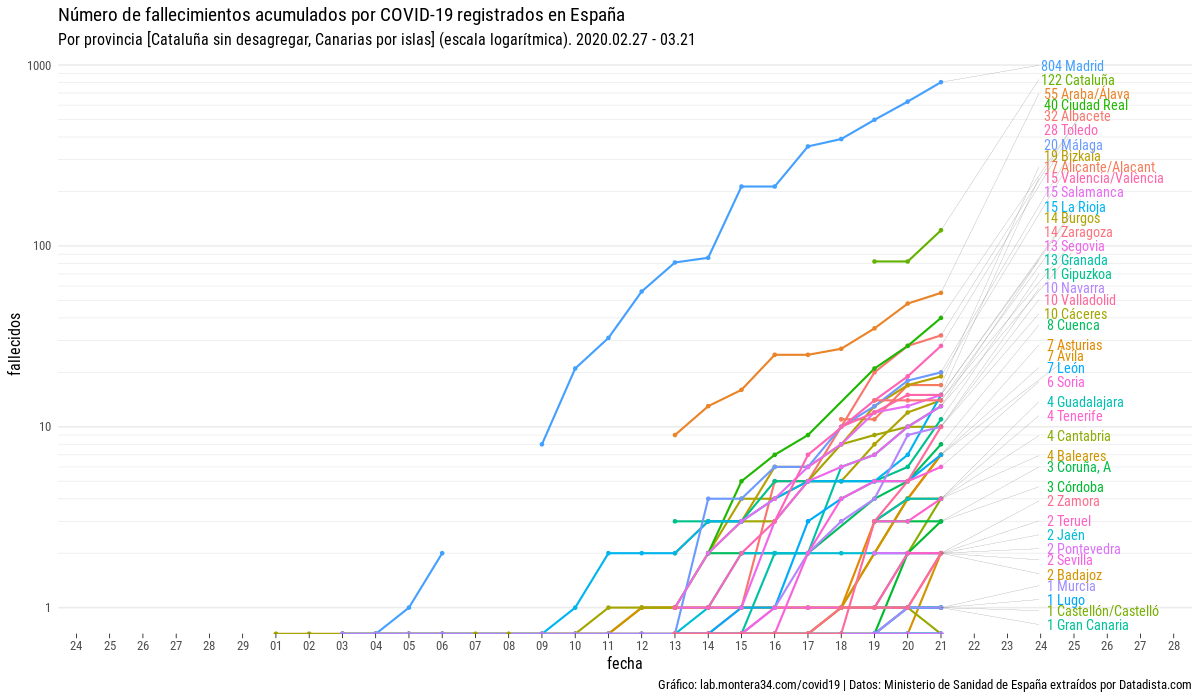 Número de fallecimientos acumulados por COVID-19 registrados en España
Por provincia [Cataluña sin desagregar, Canarias por islas] (escala logarítmica). 2020.02.27 - 03.21
1000
100
10
1
fallecidos
804 Madrid
122 Cataluña
55 Araba/Álava
40 Ciudad Real
32 Albacete
28 Toledo
20 Málaga
19 Bizkaia
17 Alicante/Alacant
15 Valencia/València
15 Salamanca
15 La Rioja
14 Burgos
14 Zaragoza
13 Segovia
13 Granada
11 Gipuzkoa
10 Navarra
10 Valladolid
10 Cáceres
8 Cuenca
7 Asturias
7 Ávila
7 León
6 Soria
4 Guadalajara
4 Tenerife
4 Cantabria
4 Baleares
3 Coruña, A
3 Córdoba
2 Zamora
2 Teruel
2 Jaén
2 Pontevedra
2 Sevilla
2 Badajoz
1 Murcia
1 Lugo
1 Castellón/Castelló
1 Gran Canaria
24 25 26 27 28 29 01 02 03 04 05 06 07 08 09 10 11 12 13 14 15 16 17 18 19 20 21 22 23 24 25 26 27 28
fecha
Gráfico: lab.montera34.com/covid19 | Datos: Ministerio de Sanidad de España extraídos por Datadista.com